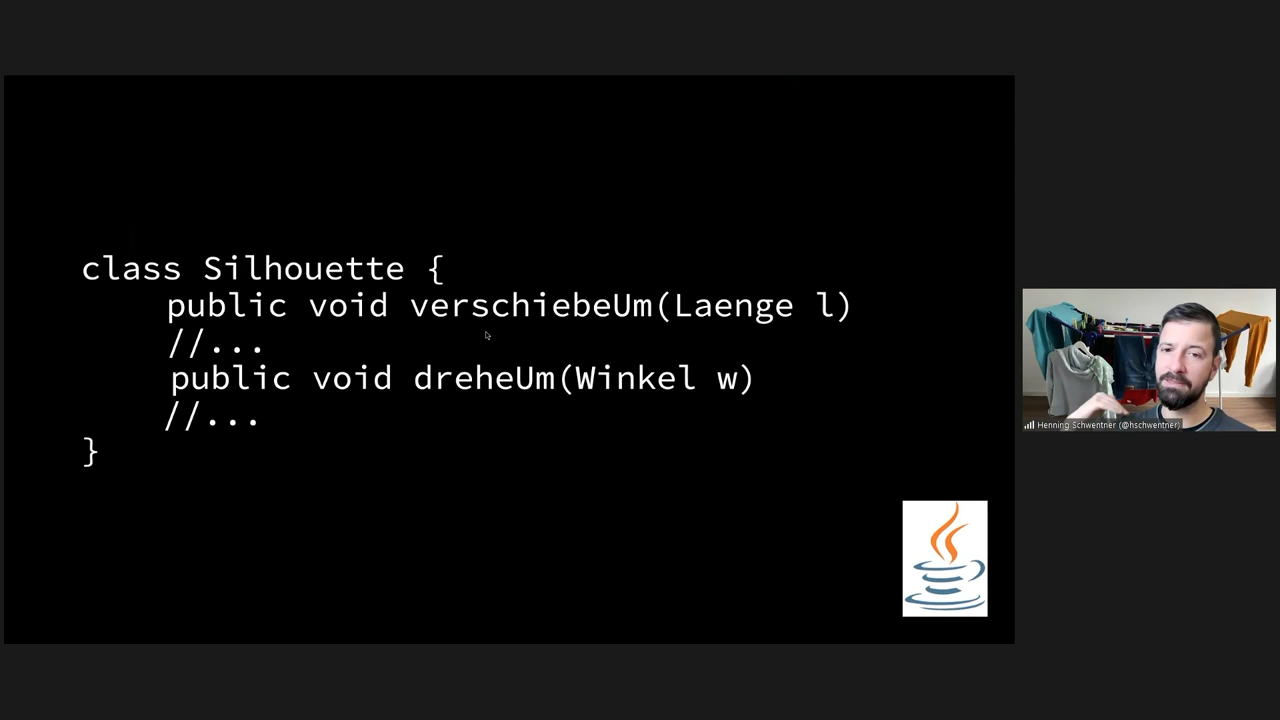 class Silhouette {
public void verschiebeUm(Laenge l)
//...
public void dreheUm(Winkel w)
//...
}
Henning Schwentner (@hschwentner)